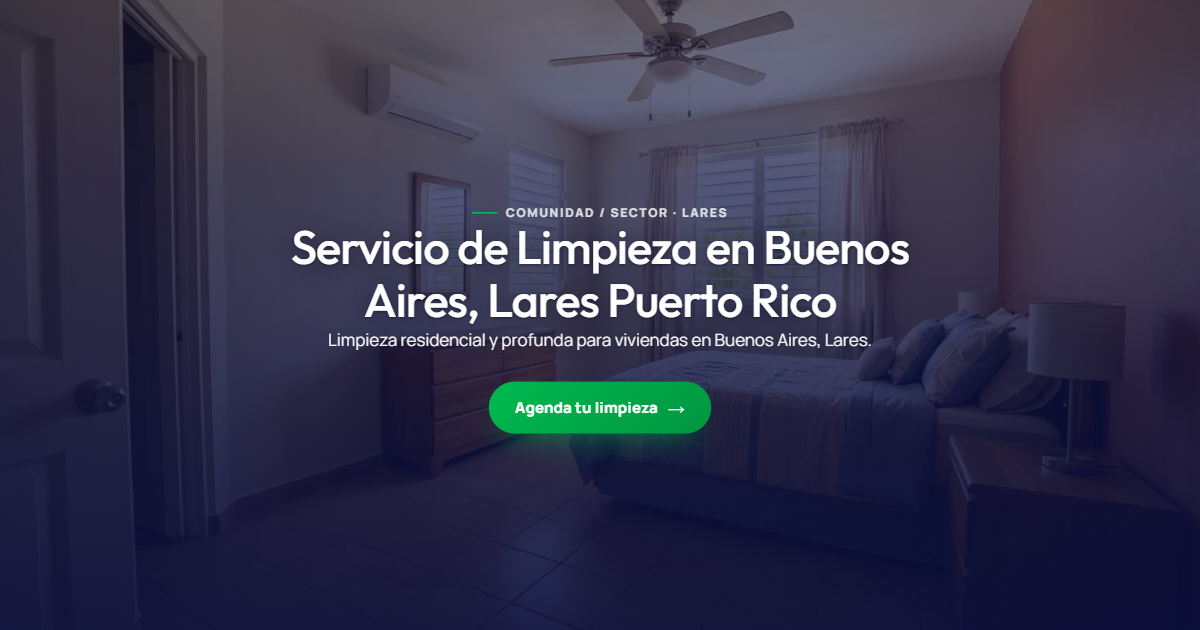 COMUNIDAD / SECTOR · LARES
Servicio de Limpieza en Buenos
Aires, Lares Puerto Rico
Limpieza residencial y profunda para viviendas en Buenos Aires, Lares.
Agenda tu limpieza →